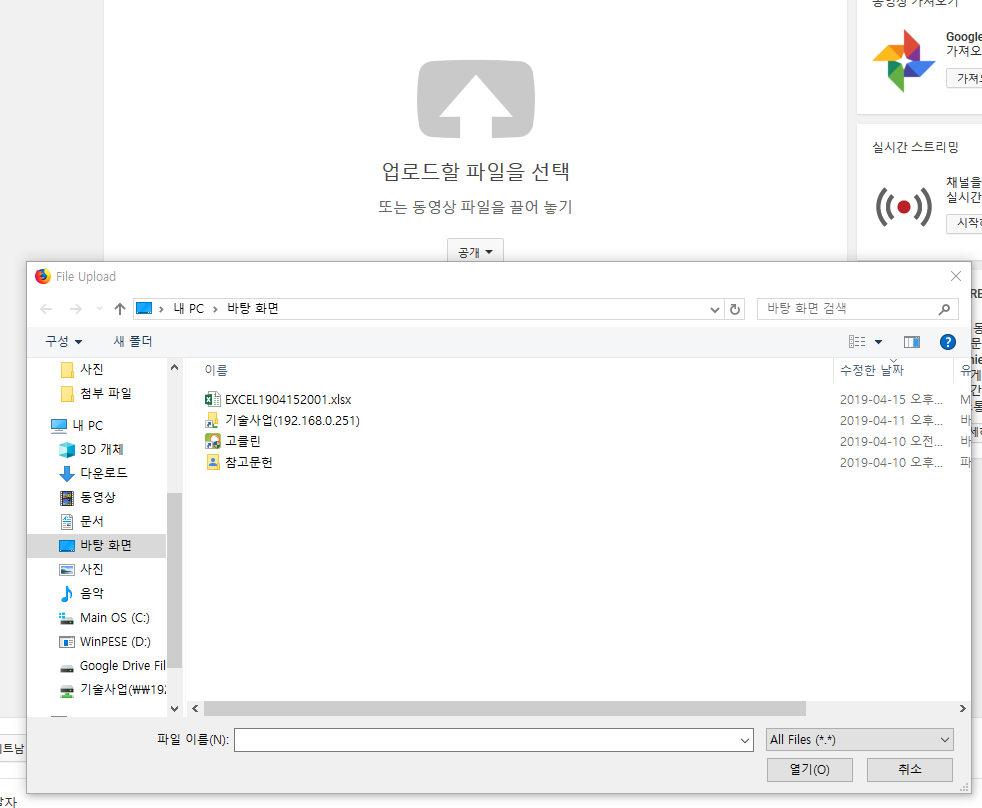 동영상 가져오기
Google
가져오
가져오
업로드할 파일을 선택
또는 동영상 파일을 끌어 놓기
공개
실시간 스트리밍
채널을
실시간
시작하
File Upload
내 PC > 바탕 화면
바탕 화면 검색
구성
새 폴더
사진
첨부 파일
내 PC
3D 개체
다운로드
동영상
문서
바탕 화면
사진
음악
Main OS (C:)
WinPESE (D:)
Google Drive Fil
기술사업(₩₩192
이름
수정한 날짜
유
EXCEL1904152001.xlsx
2019-04-15 오후...
M
기술사업(192.168.0.251)
2019-04-11 오후...
바
고클린
2019-04-10 오전...
바
참고문헌
2019-04-10 오후...
파
파일 이름(N):
All Files (*.*)
열기(O)
취소